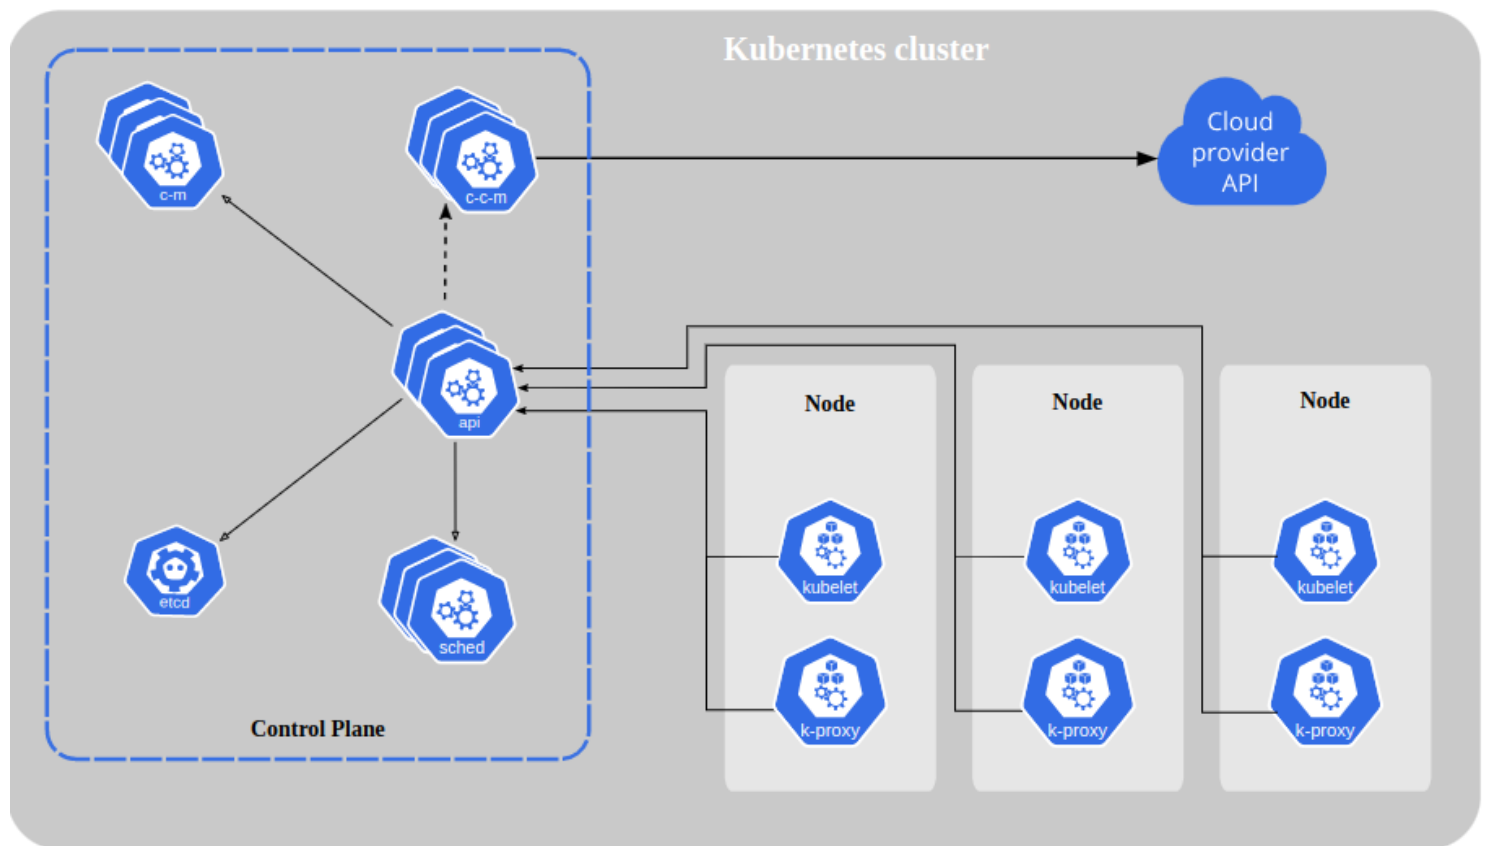 Kubernetes cluster
c-m
c-c-m
Cloud
provider
API
api
etcd
sched
Control Plane
Node
kubelet
k-proxy
Node
kubelet
k-proxy
Node
kubelet
k-proxy